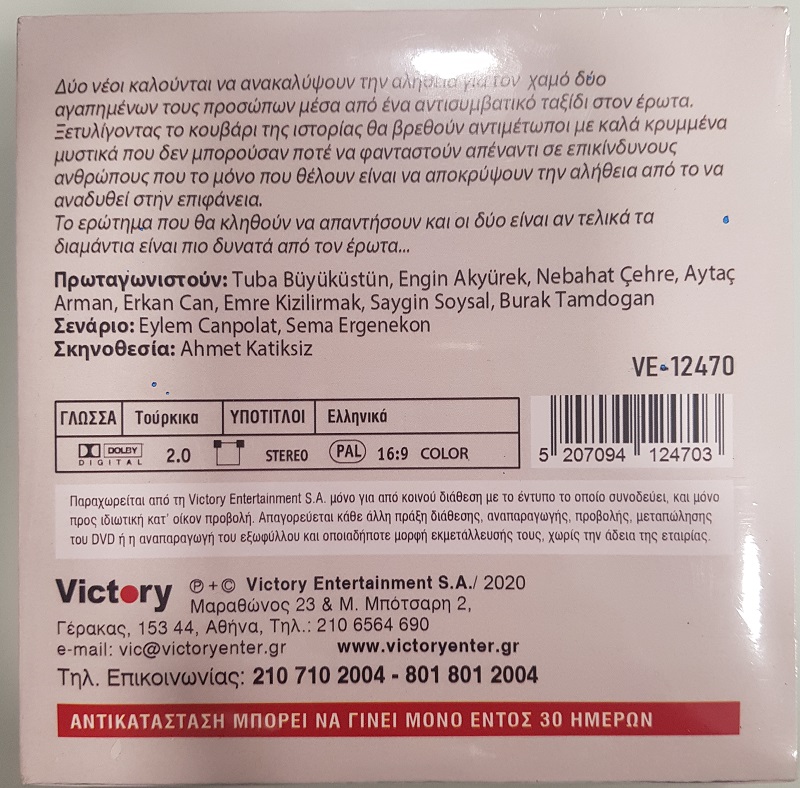 Δύο νέοι καλούνται να ανακαλύψουν την αλήθεια για τον χαμό δύο
αγαπημένων τους προσώπων μέσα από ένα αντισυμβατικό ταξίδι στον έρωτα.
Ξετυλίγοντας το κουβάρι της ιστορίας θα βρεθούν αντιμέτωποι με καλά κρυμμένα
μυστικά που δεν μπορούσαν ποτέ να φανταστούν απέναντι σε επικίνδυνους
ανθρώπους που το μόνο που θέλουν είναι να αποκρύψουν την αλήθεια από το να
αναδυθεί στην επιφάνεια.
Το ερώτημα που θα κληθούν να απαντήσουν και οι δύο είναι αν τελικά τα
διαμάντια είναι πιο δυνατά από τον έρωτα...
Πρωταγωνιστούν: Tuba Büyüküstün, Engin Akyürek, Nebahat Çehre, Aytaç
Arman, Erkan Can, Emre Kizilirmak, Saygin Soysal, Burak Tamdogan
Σενάριο: Eylem Canpolat, Sema Ergenekon
Σκηνοθεσία: Ahmet Katiksiz
VE-12470
ΓΛΩΣΣΑ Τούρκικα ΥΠΟΤΙΤΛΟΙ Ελληνικά
DOLBY DIGITAL 2.0 STEREO PAL 16:9 COLOR
5 207094 124703
Παραχωρείται από τη Victory Entertainment S.A. μόνο για από κοινού διάθεση με το έντυπο το οποίο συνοδεύει, και μόνο
προς ιδιωτική κατ' οίκον προβολή. Απαγορεύεται κάθε άλλη πράξη διάθεσης, αναπαραγωγής, προβολής, μεταπώλησης
του DVD ή η αναπαραγωγή του εξωφύλλου και οποιαδήποτε μορφή εκμετάλλευσής τους, χωρίς την άδεια της εταιρίας.
Victory ℗ + © Victory Entertainment S.A./ 2020
Μαραθώνος 23 & Μ. Μπότσαρη 2,
Γέρακας, 153 44, Αθήνα, Τηλ.: 210 6564 690
e-mail: vic@victoryenter.gr www.victoryenter.gr
Τηλ. Επικοινωνίας: 210 710 2004 - 801 801 2004
ΑΝΤΙΚΑΤΑΣΤΑΣΗ ΜΠΟΡΕΙ ΝΑ ΓΙΝΕΙ ΜΟΝΟ ΕΝΤΟΣ 30 ΗΜΕΡΩΝ